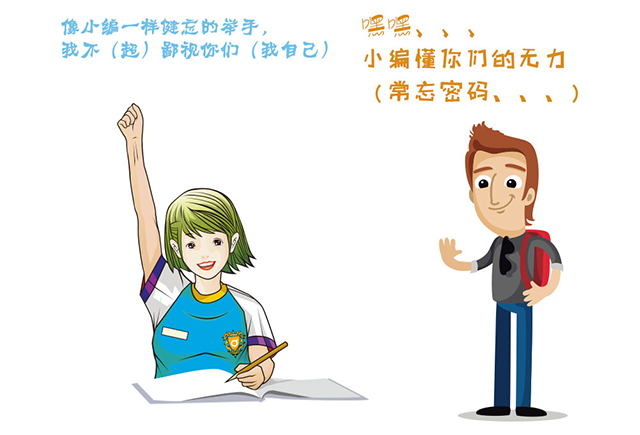 像小编一样健忘的举手，
我不（起）鄙视你们（我自己）
嘿嘿、、、
小编懂你们的无力
（常忘密码、、、）